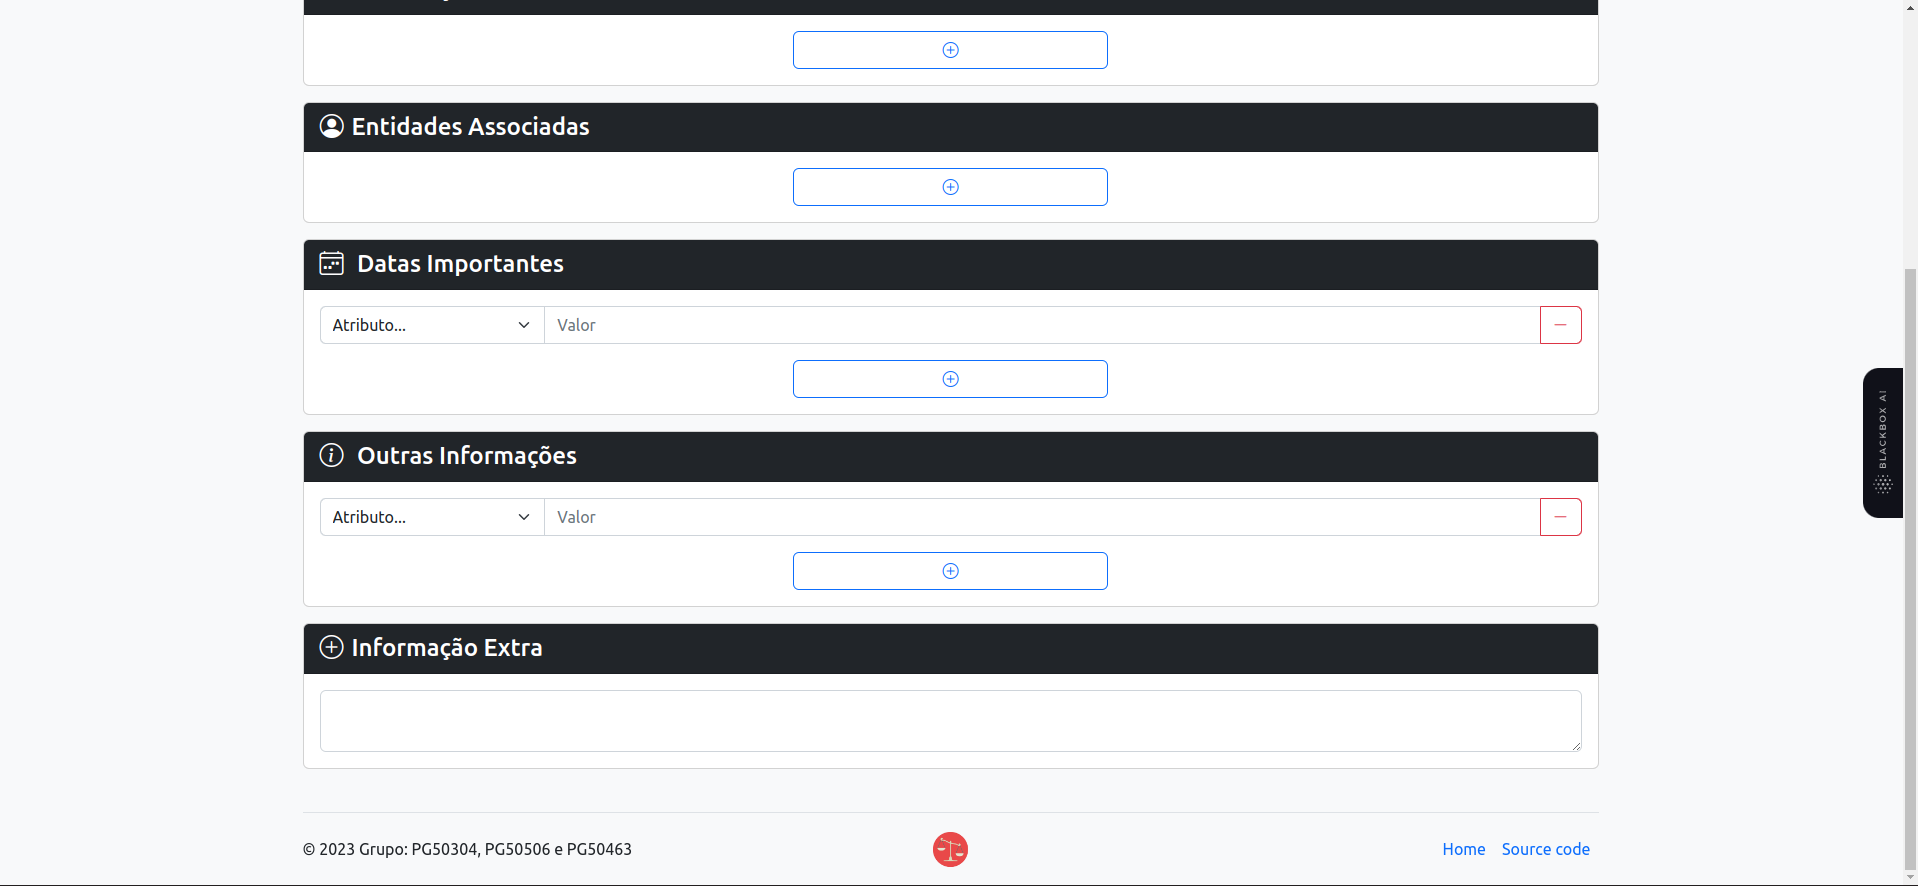 Entidades Associadas
Datas Importantes
Atributo...
Valor
Outras Informações
Atributo...
Valor
Informação Extra
BLACKBOX AI
© 2023 Grupo: PG50304, PG50506 e PG50463
Home Source code